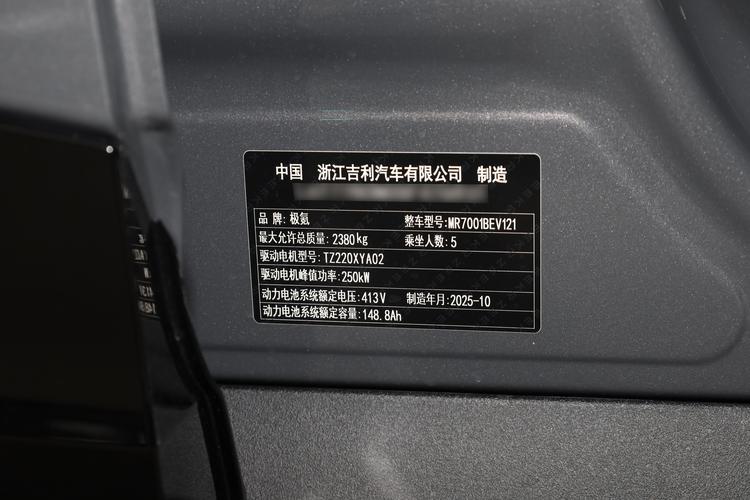 中国 浙江吉利汽车有限公司 制造
品牌:极氪 整车型号:MR7001BEV121
最大允许总质量:2380kg 乘坐人数:5
驱动电机型号:TZ220XYA02
驱动电机峰值功率:250kW
动力电池系统额定电压:413V 制造年月:2025-10
动力电池系统额定容量:148.8Ah